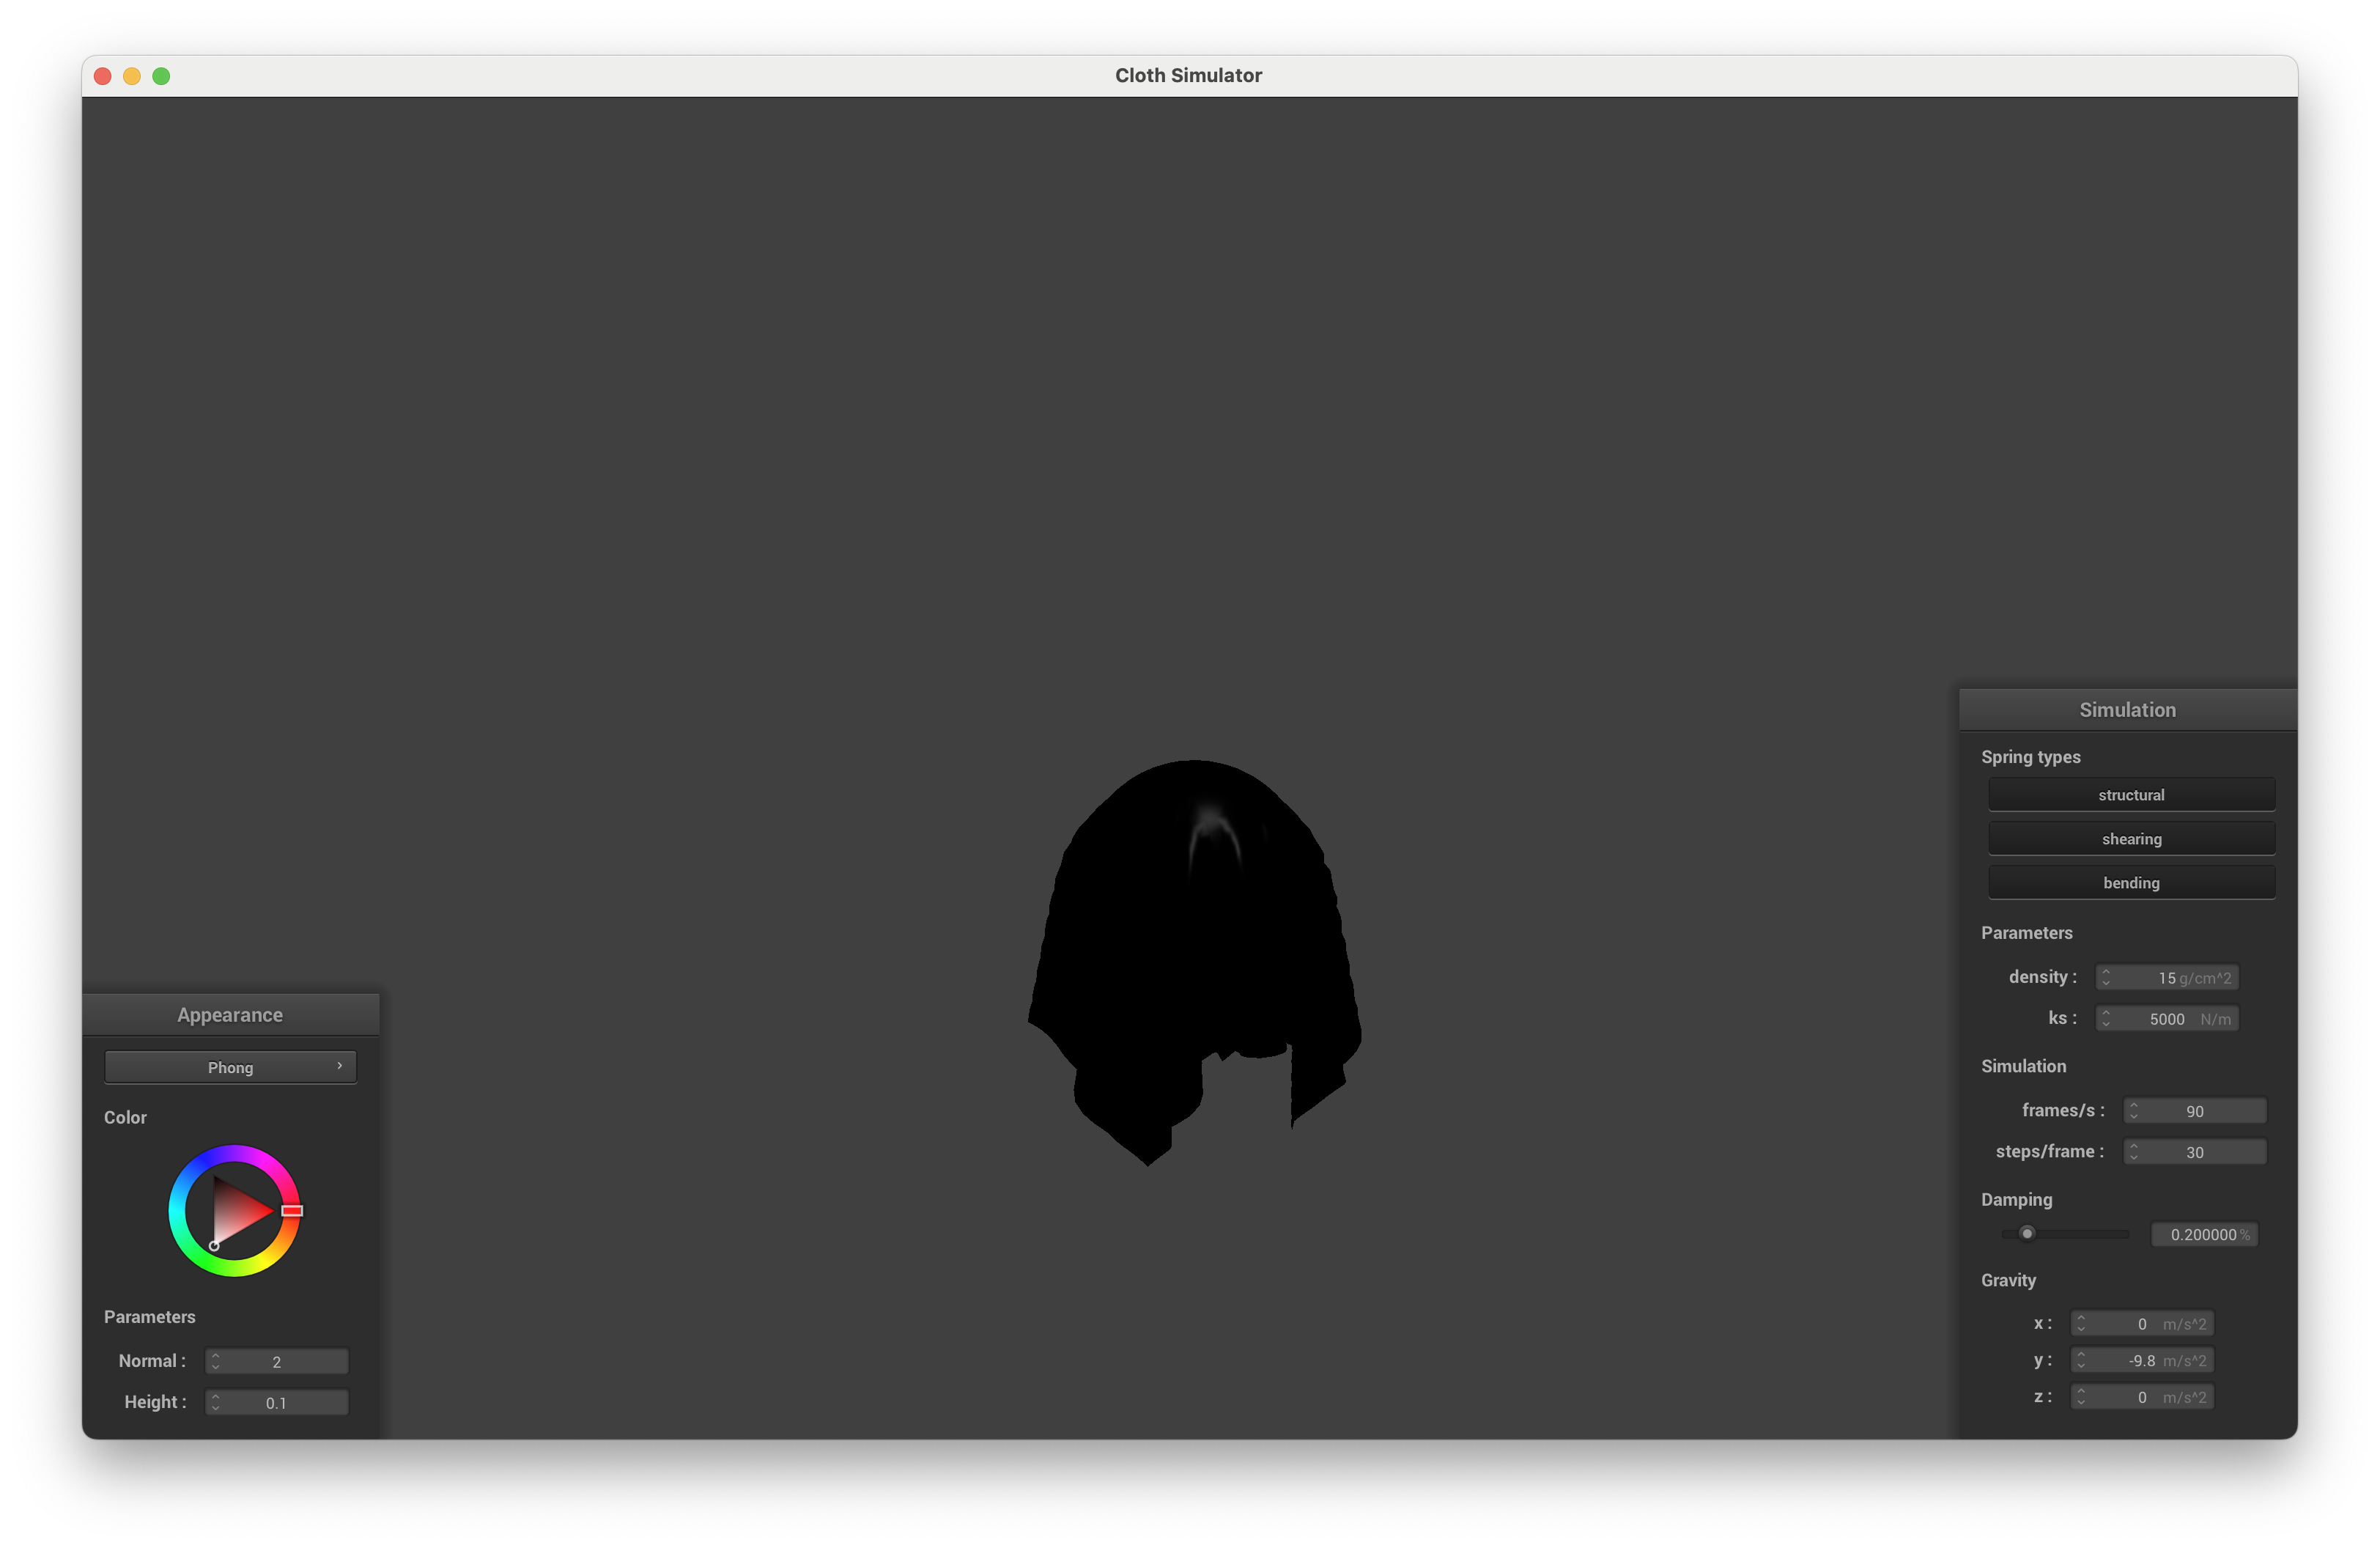 Cloth Simulator
Appearance
Phong
Color
Parameters
Normal : 2
Height : 0.1
Simulation
Spring types
structural
shearing
bending
Parameters
density : 15 g/cm^2
ks : 5000 N/m
Simulation
frames/s : 90
steps/frame : 30
Damping
0.200000 %
Gravity
x : 0 m/s^2
y : -9.8 m/s^2
z : 0 m/s^2